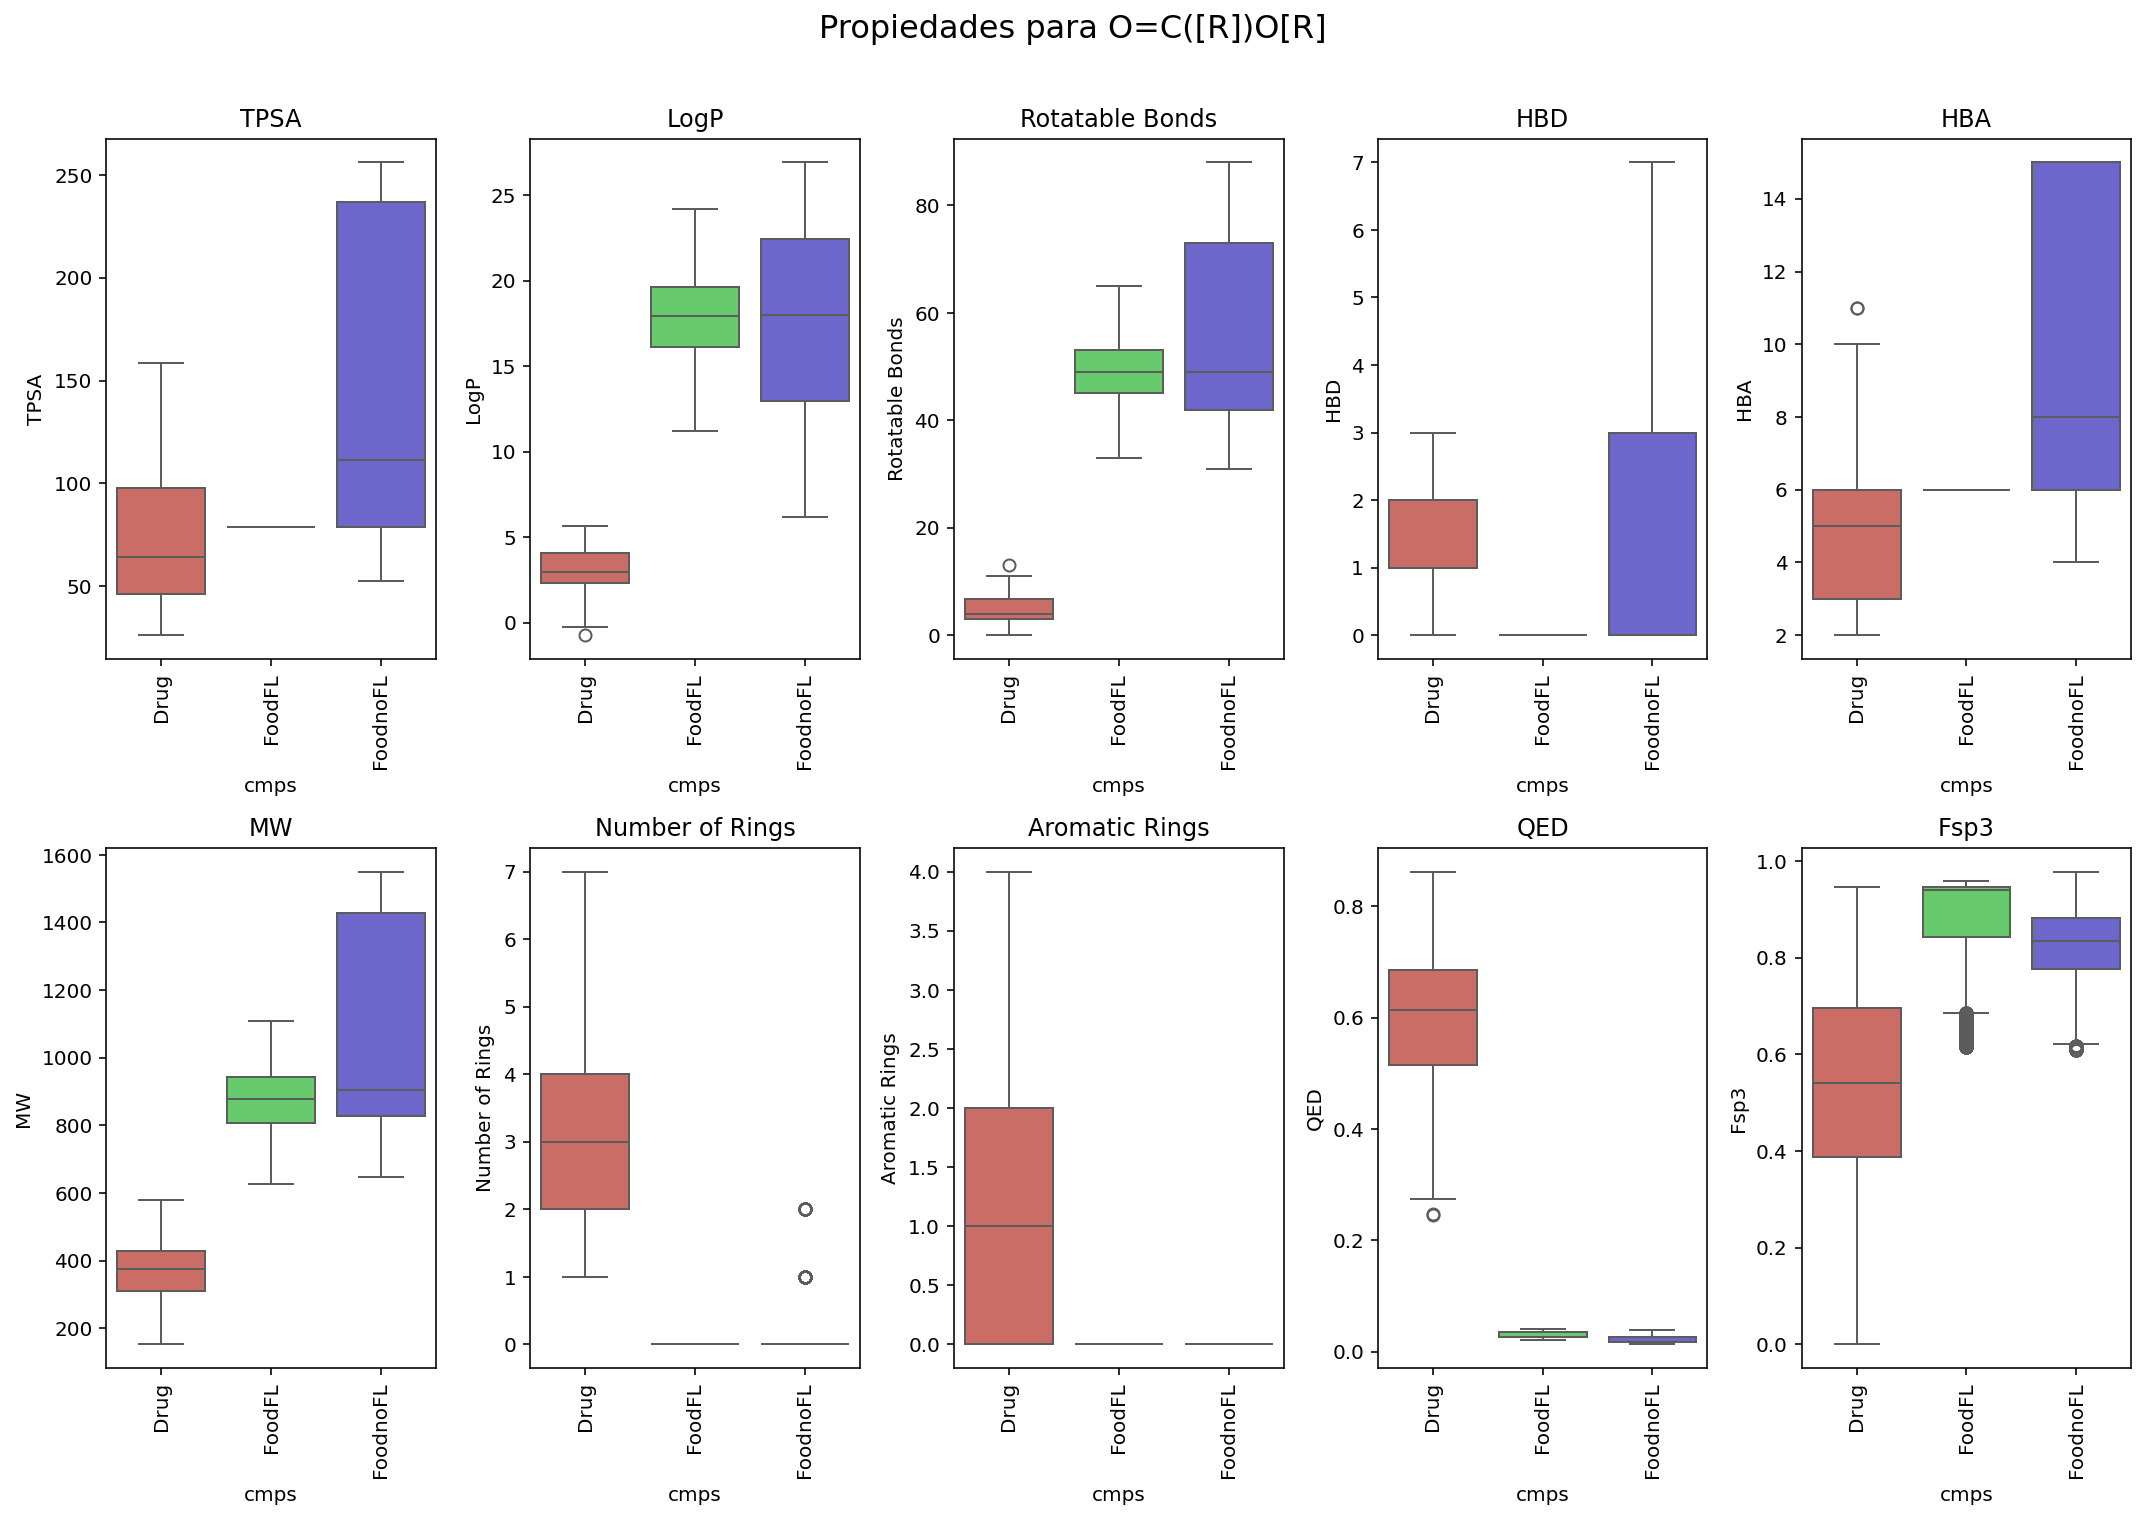 Propiedades para O=C([R])O[R]
TPSA
LogP
Rotatable Bonds
HBD
HBA
TPSA
250
200
150
100
50
LogP
25
20
15
10
5
0
Rotatable Bonds
80
60
40
20
0
HBD
7
6
5
4
3
2
1
0
HBA
14
12
10
8
6
4
2
Drug
FoodFL
FoodnoFL
Drug
FoodFL
FoodnoFL
Drug
FoodFL
FoodnoFL
Drug
FoodFL
FoodnoFL
Drug
FoodFL
FoodnoFL
cmps
cmps
cmps
cmps
cmps
MW
Number of Rings
Aromatic Rings
QED
Fsp3
MW
1600
1400
1200
1000
800
600
400
200
Number of Rings
7
6
5
4
3
2
1
0
Aromatic Rings
4.0
3.5
3.0
2.5
2.0
1.5
1.0
0.5
0.0
QED
0.8
0.6
0.4
0.2
0.0
Fsp3
1.0
0.8
0.6
0.4
0.2
0.0
Drug
FoodFL
FoodnoFL
Drug
FoodFL
FoodnoFL
Drug
FoodFL
FoodnoFL
Drug
FoodFL
FoodnoFL
Drug
FoodFL
FoodnoFL
cmps
cmps
cmps
cmps
cmps